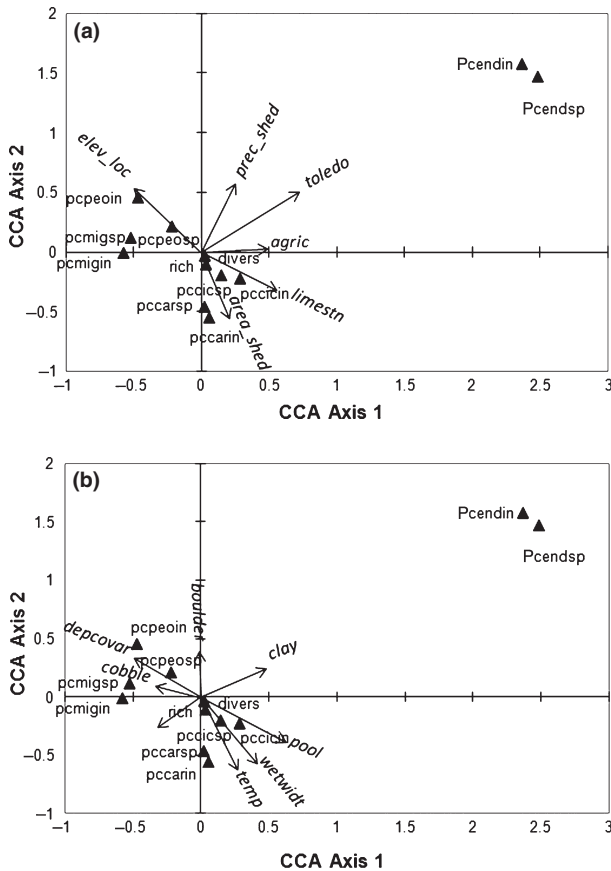 (a)
2
1.5
1
0.5
0
−0.5
−1
−1
−0.5
0
0.5
1
1.5
2
2.5
3
CCA Axis 2
CCA Axis 1
Pcendin
Pcendsp
prec_shed
elev_loc
toledo
pcpeoin
pcmigsp
pcpeosp
agric
pcmigin
rich
divers
pccicsp
pccicin
limestn
pccarsp
area_shed
pccarin
(b)
2
1.5
1
0.5
0
−0.5
−1
−1
−0.5
0
0.5
1
1.5
2
2.5
3
CCA Axis 2
CCA Axis 1
Pcendin
Pcendsp
boulder
depcovar
pcpeoin
clay
pcpeosp
cobble
pcmigsp
pcmigin
rich
divers
pccicsp
pccicin
pool
pccarsp
wetwidt
pccarin
temp